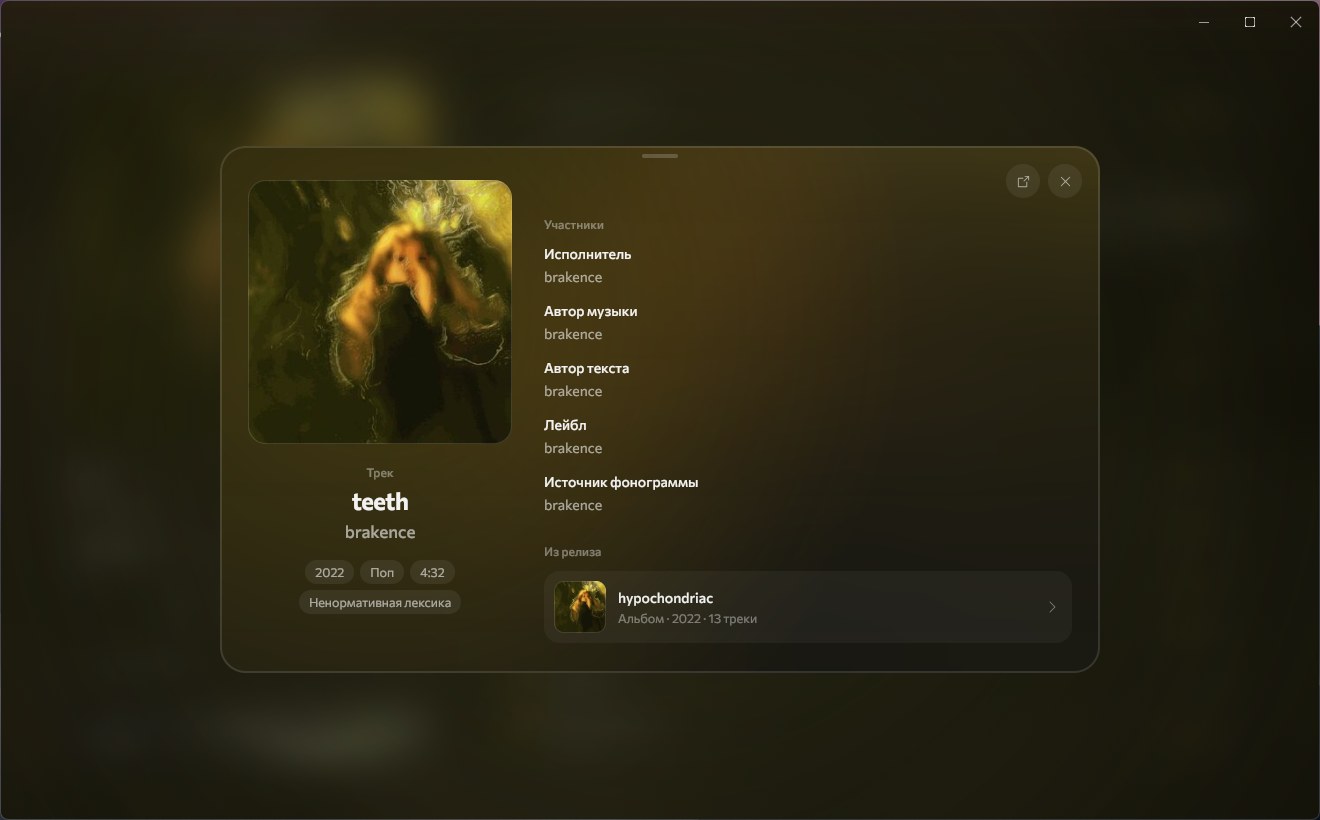 Участники
Исполнитель
brakence
Автор музыки
brakence
Автор текста
brakence
Лейбл
brakence
Источник фонограммы
brakence
Трек
teeth
brakence
2022 Поп 4:32
Ненормативная лексика
Из релиза
hypochondriac
Альбом · 2022 · 13 треки